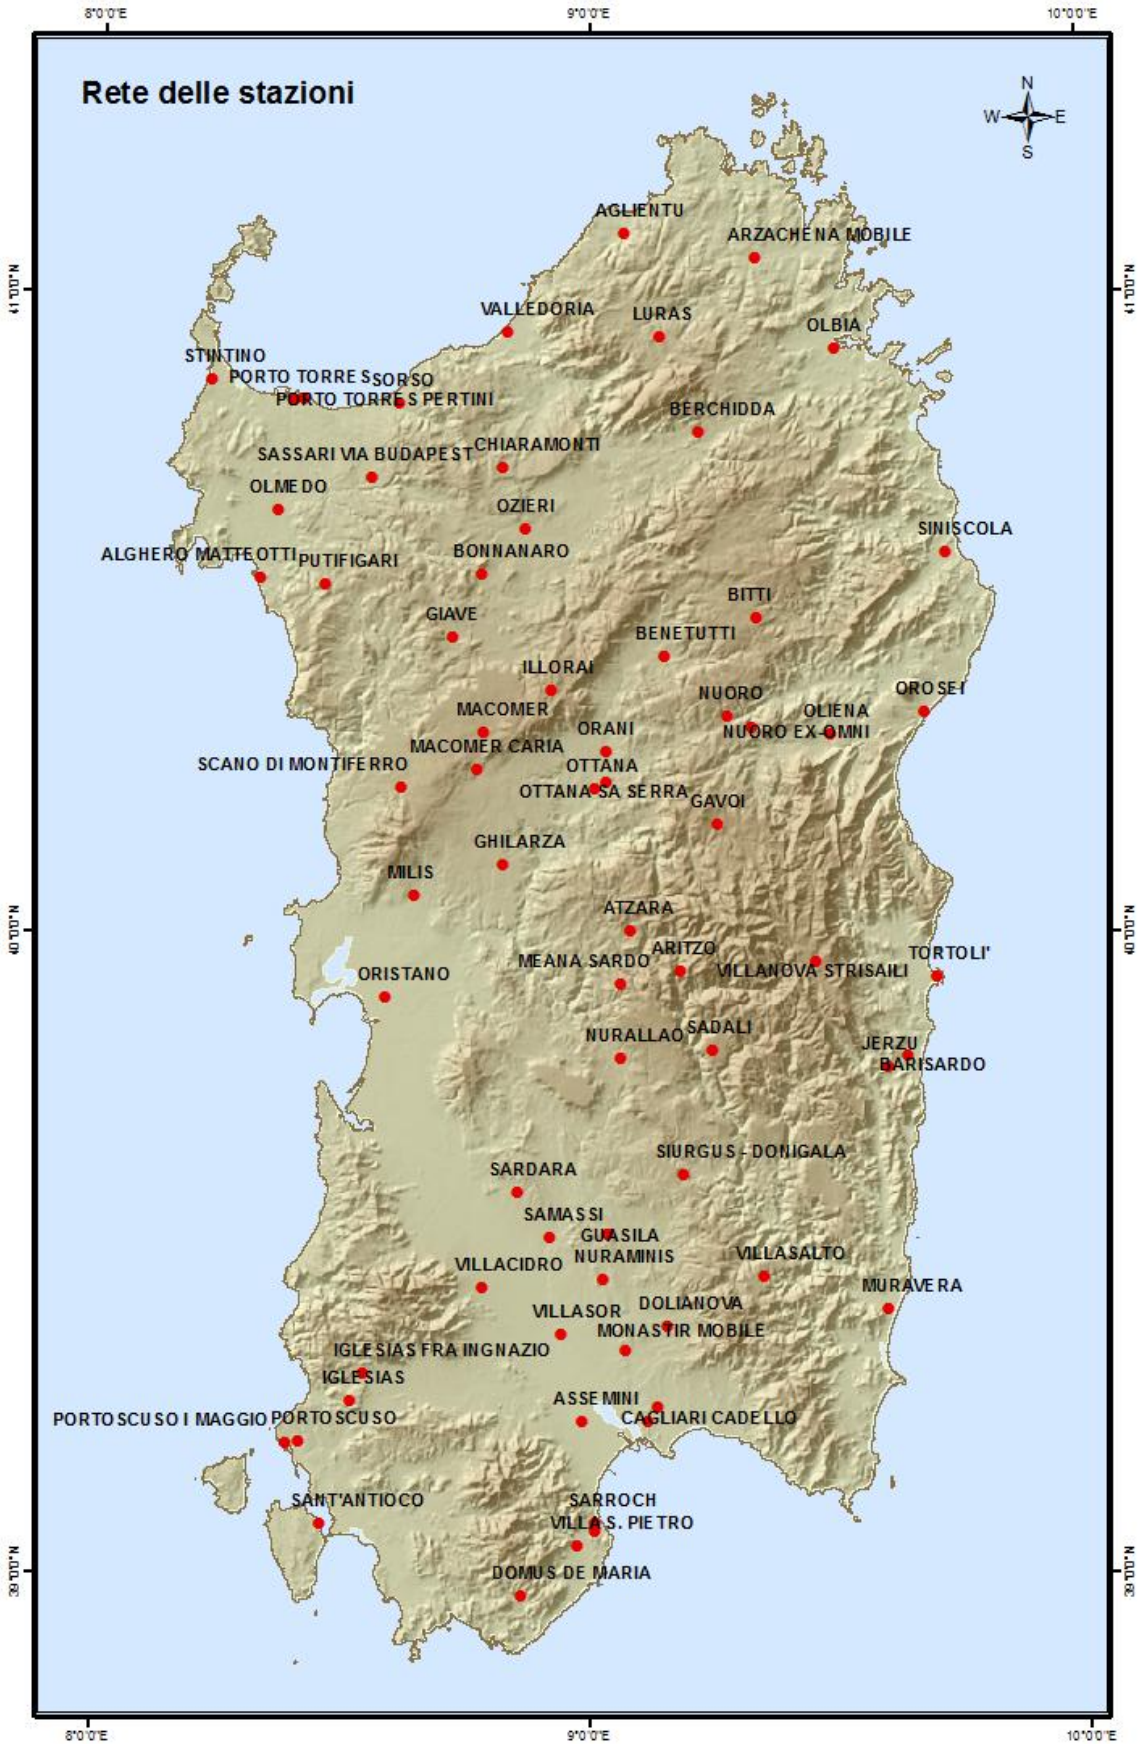 8°0'0"E
9°0'0"E
10°0'0"E
Rete delle stazioni
N
W
E
S
AGLIENTU
ARZACHENA MOBILE
41°0'0"N
41°0'0"N
VALLEDORIA
LURAS
OLBIA
STINTINO
PORTO TORRES
SORSO
PORTO TORRES PERTINI
BERCHIDDA
SASSARI VIA BUDAPEST
CHIARAMONTI
OLMEDO
OZIERI
SINISCOLA
ALGHERO MATTEOTTI
PUTIFIGARI
BONNANARO
BITTI
GIAVE
BENETUTTI
ILLORAI
NUORO
OROSEI
MACOMER
OLIENA
ORANI
NUORO EX-OMNI
MACOMER CARIA
SCANO DI MONTIFERRO
OTTANA
OTTANA SA SERRA
GAVOI
GHILARZA
MILIS
ATZARA
40°0'0"N
40°0'0"N
ARITZO
TORTOLI'
MEANA SARDO
VILLANOVA STRISAILI
ORISTANO
NURALLAO
SADALI
JERZU
BARISARDO
SIURGUS - DONIGALA
SARDARA
SAMASSI
GUASILA
NURAMINIS
VILLASALTO
VILLACIDRO
MURAVERA
VILLASOR
DOLIANOVA
MONASTIR MOBILE
IGLESIAS FRA INGNAZIO
IGLESIAS
ASSEMINI
PORTOSCUSO I MAGGIO
PORTOSCUSO
CAGLIARI CADELLO
SANT'ANTIOCO
SARROCH
VILLA S. PIETRO
DOMUS DE MARIA
39°0'0"N
39°0'0"N
8°0'0"E
9°0'0"E
10°0'0"E